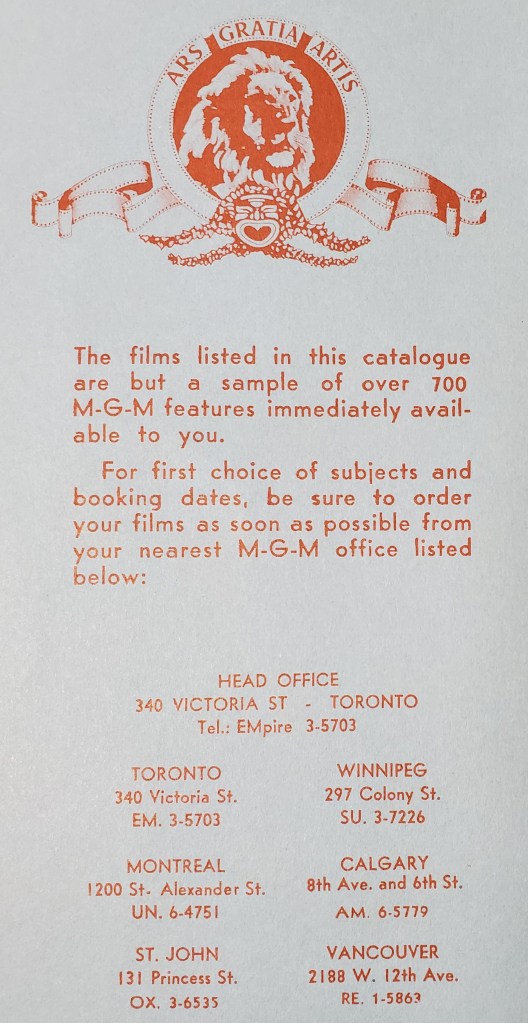 ARS GRATIA ARTIS
The films listed in this catalogue
are but a sample of over 700
M-G-M features immediately avail-
able to you.
For first choice of subjects and
booking dates, be sure to order
your films as soon as possible from
your nearest M-G-M office listed
below:
HEAD OFFICE
340 VICTORIA ST - TORONTO
Tel.: EMpire 3-5703
TORONTO
340 Victoria St.
EM. 3-5703
WINNIPEG
297 Colony St.
SU. 3-7226
MONTREAL
1200 St. Alexander St.
UN. 6-4751
CALGARY
8th Ave. and 6th St.
AM. 6-5779
ST. JOHN
131 Princess St.
OX. 3-6535
VANCOUVER
2188 W. 12th Ave.
RE. 1-5863